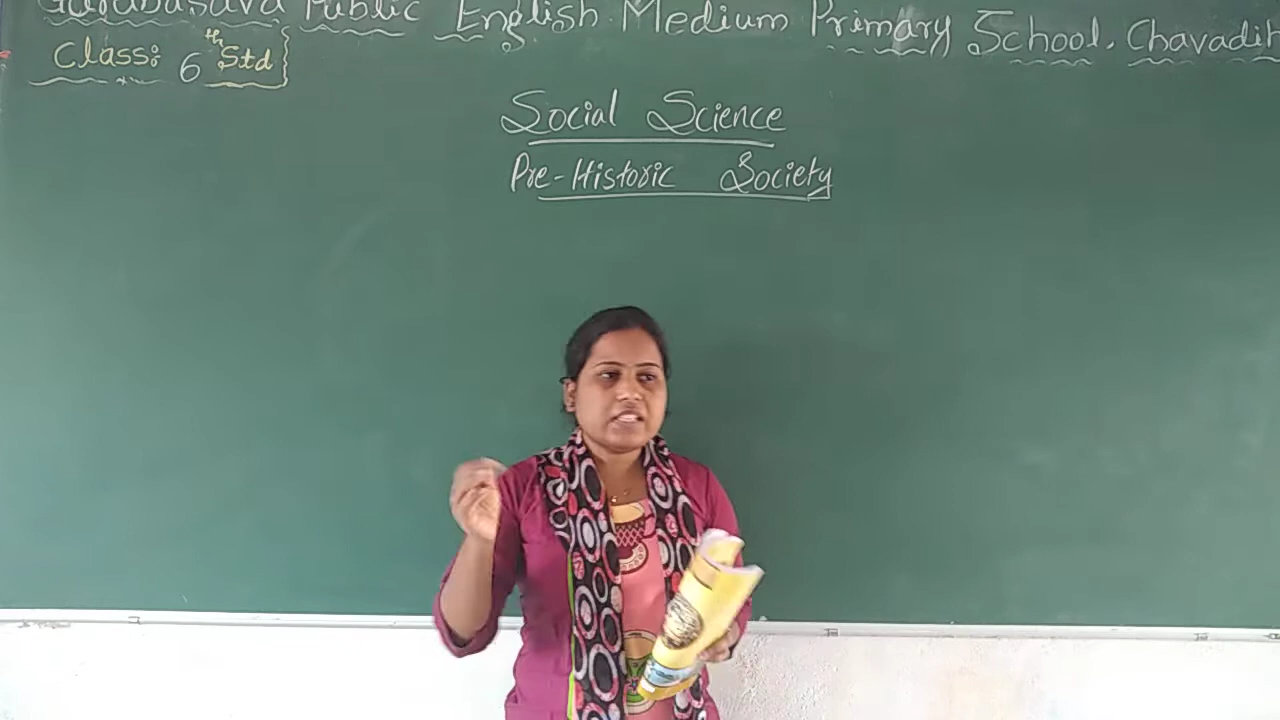 Public English Medium Primary School, Chavadih
Class: 6th Std
Social Science
Pre-Historic Society